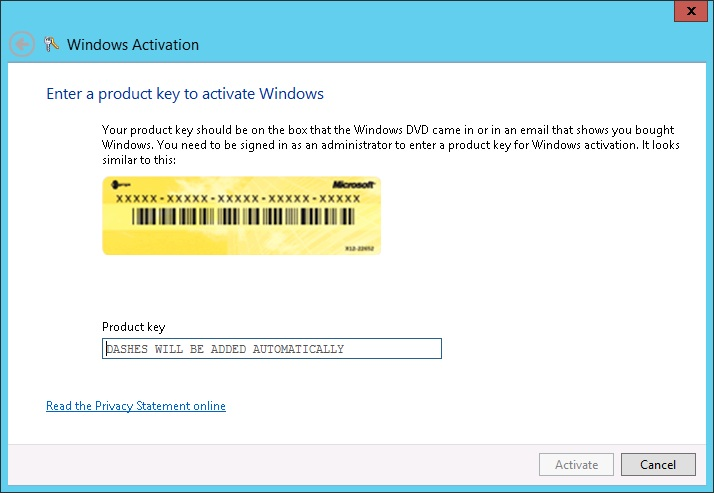 Windows Activation
Enter a product key to activate Windows
Your product key should be on the box that the Windows DVD came in or in an email that shows you bought
Windows. You need to be signed in as an administrator to enter a product key for Windows activation. It looks
similar to this:
Microsoft
XXXXX-XXXXX-XXXXX-XXXXX-XXXXX
X12-22052
Product key
DASHES WILL BE ADDED AUTOMATICALLY
Read the Privacy Statement online
Activate
Cancel